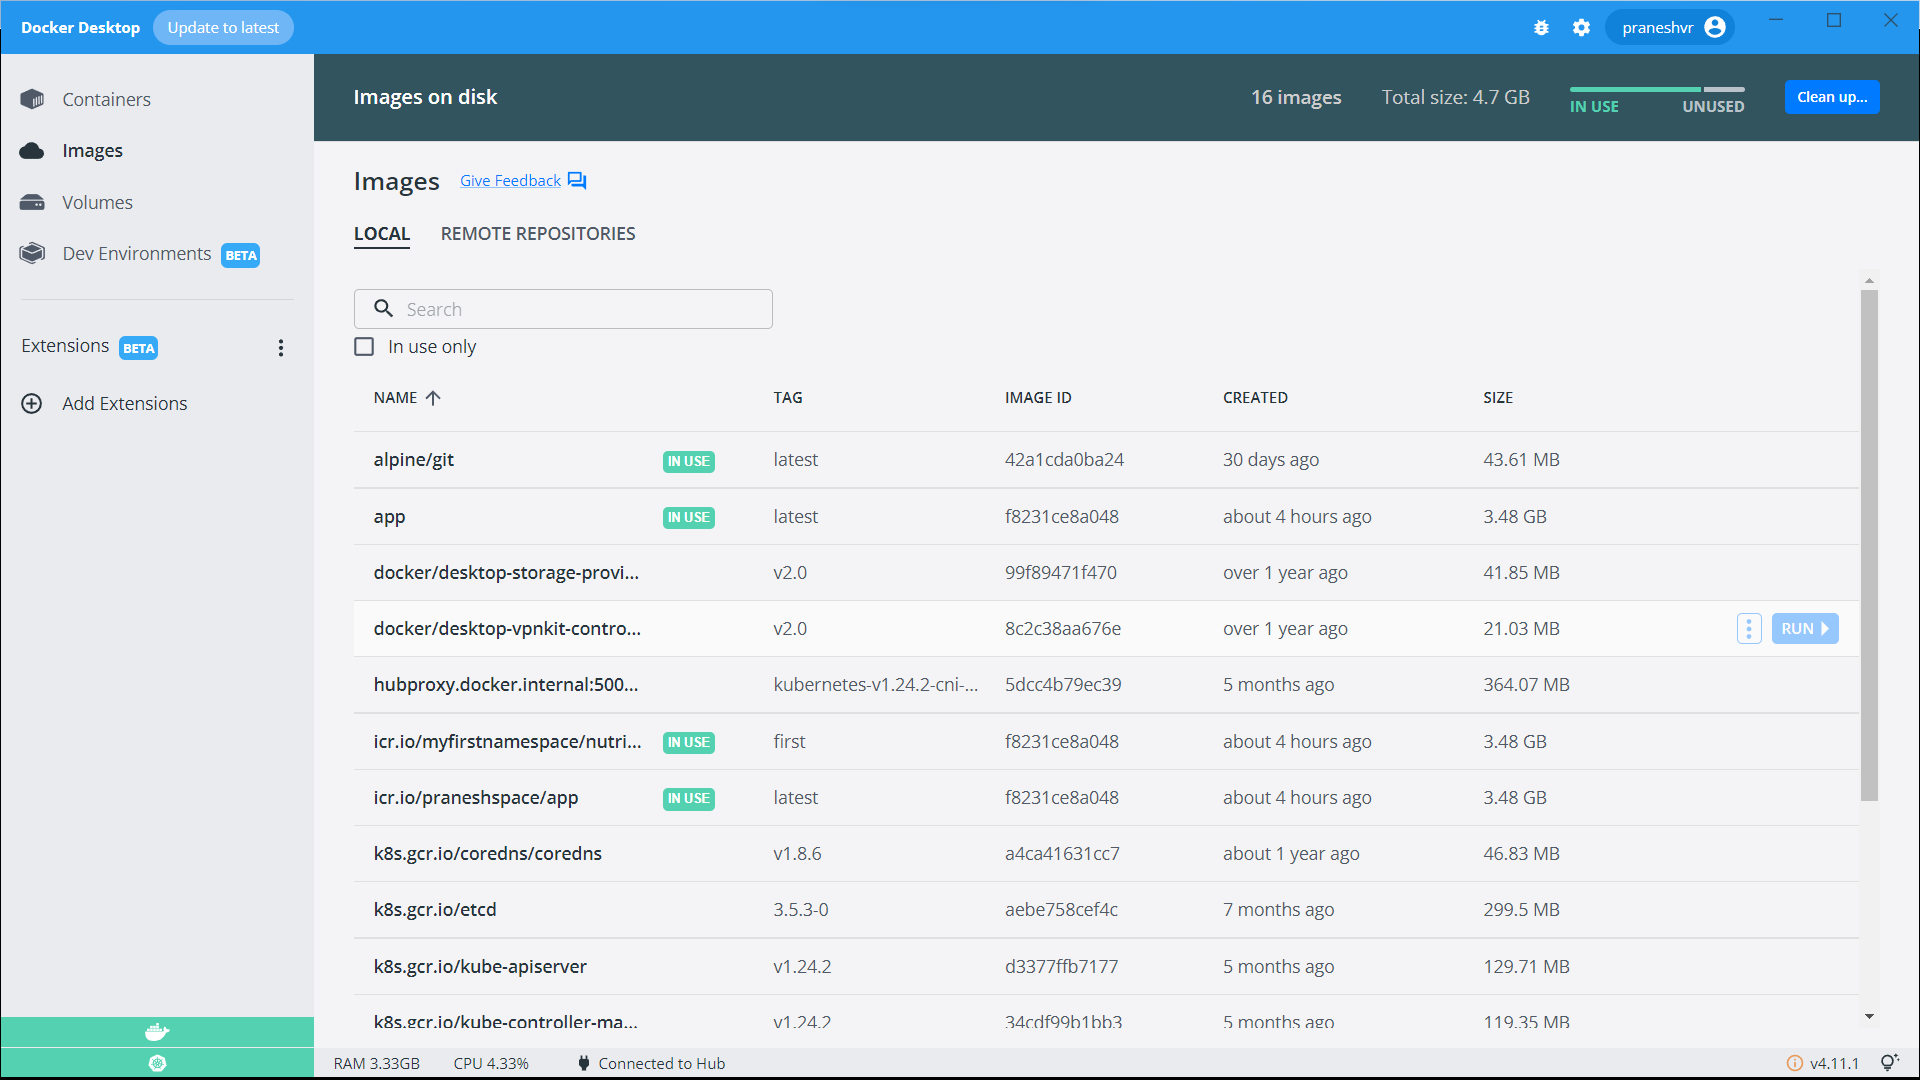 Docker Desktop Update to latest praneshvr
Containers
Images
Volumes
Dev Environments BETA
Extensions BETA
Add Extensions
Images on disk 16 images Total size: 4.7 GB IN USE UNUSED Clean up...
Images Give Feedback
LOCAL REMOTE REPOSITORIES
Search
In use only
NAME TAG IMAGE ID CREATED SIZE
alpine/git IN USE latest 42a1cda0ba24 30 days ago 43.61 MB
app IN USE latest f8231ce8a048 about 4 hours ago 3.48 GB
docker/desktop-storage-provi... v2.0 99f89471f470 over 1 year ago 41.85 MB
docker/desktop-vpnkit-contro... v2.0 8c2c38aa676e over 1 year ago 21.03 MB RUN
hubproxy.docker.internal:500... kubernetes-v1.24.2-cni-... 5dcc4b79ec39 5 months ago 364.07 MB
icr.io/myfirstnamespace/nutri... IN USE first f8231ce8a048 about 4 hours ago 3.48 GB
icr.io/praneshspace/app IN USE latest f8231ce8a048 about 4 hours ago 3.48 GB
k8s.gcr.io/coredns/coredns v1.8.6 a4ca41631cc7 about 1 year ago 46.83 MB
k8s.gcr.io/etcd 3.5.3-0 aebe758cef4c 7 months ago 299.5 MB
k8s.gcr.io/kube-apiserver v1.24.2 d3377ffb7177 5 months ago 129.71 MB
k8s.gcr.io/kube-controller-ma... v1.24.2 34cdf99b1bb3 5 months ago 119.35 MB
RAM 3.33GB CPU 4.33% Connected to Hub v4.11.1